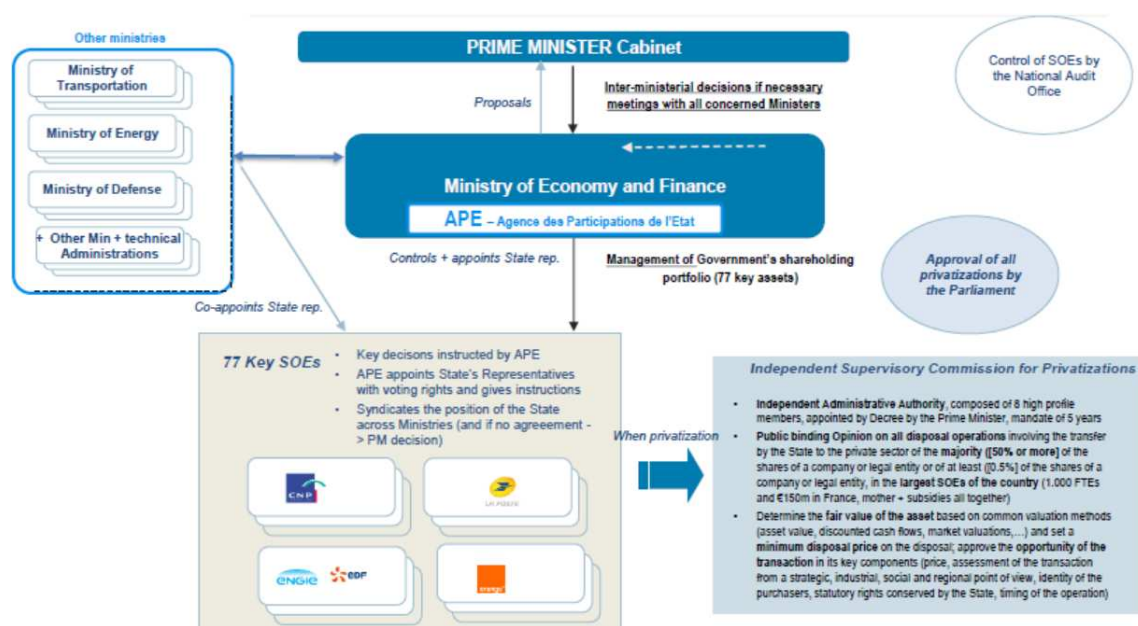 Other ministries
PRIME MINISTER Cabinet
Control of SOEs by
the National Audit
Office
Ministry of
Transportation
Proposals
Inter-ministerial decisions if necessary
meetings with all concerned Ministers
Ministry of Energy
Ministry of Defense
Ministry of Economy and Finance
APE – Agence des Participations de l'Etat
+ Other Min + technical
Administrations
Controls + appoints State rep.
Management of Government's shareholding
portfolio (77 key assets)
Approval of all
privatizations by
the Parliament
Co-appoints State rep.
77 Key SOEs
• Key decisons instructed by APE
• APE appoints State's Representatives
with voting rights and gives instructions
• Syndicates the position of the State
across Ministries (and if no agreeement -
> PM decision)
CNP
LA POSTE
ENGIE
EDF
orange
When privatization
Independent Supervisory Commission for Privatizations
• Independent Administrative Authority, composed of 8 high profile
members, appointed by Decree by the Prime Minister, mandate of 5 years
• Public binding Opinion on all disposal operations involving the transfer
by the State to the private sector of the majority ([50% or more] of the
shares of a company or legal entity or of at least ([0.5%] of the shares of a
company or legal entity, in the largest SOEs of the country (1.000 FTEs
and €150m in France, mother + subsidies all together)
• Determine the fair value of the asset based on common valuation methods
(asset value, discounted cash flows, market valuations,...) and set a
minimum disposal price on the disposal; approve the opportunity of the
transaction in its key components (price, assessment of the transaction
from a strategic, industrial, social and regional point of view, identity of the
purchasers, statutory rights conserved by the State, timing of the operation)